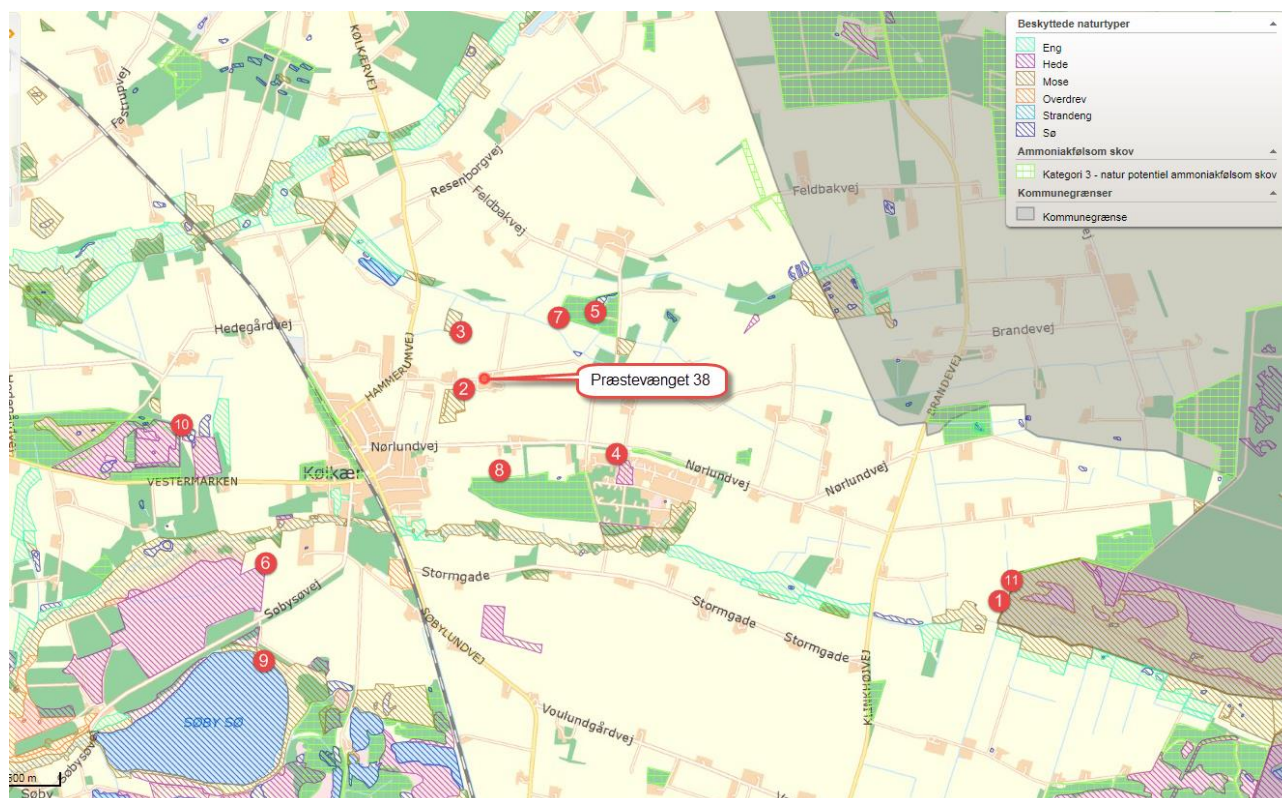 Beskyttede naturtyper
Eng
Hede
Mose
Overdrev
Strandeng
Sø
Ammoniakfølsom skov
Kategori 3 - natur potentiel ammoniakfølsom skov
Kommunegrænser
Kommunegrænse
KØLKÆRVEJ
Fastrupvej
Resenborgvej
Feldbakvej
Feldbakvej
Hedegårdvej
HAMMERUMVEJ
Brandevej
BRANDEVEJ
7
5
3
2
Præstevænget 38
10
Nørlundvej
4
Nørlundvej
Nørlundvej
Kølkær
8
VESTERMARKEN
6
Stormgade
Stormgade
Stormgade
11
1
Søbysøvej
SØBYLUNDVEJ
KLINKHØJVEJ
9
SØBY SØ
Voulundgårdvej
Søbysøvej
Søbysøvej
Søby